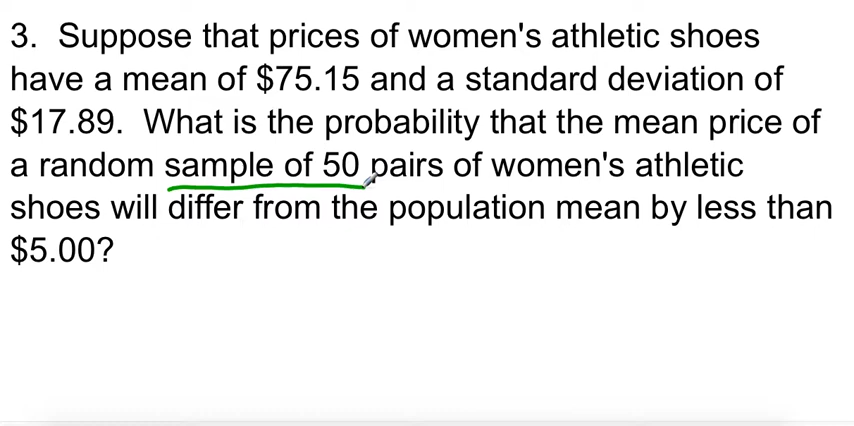 3. Suppose that prices of women's athletic shoes
have a mean of $75.15 and a standard deviation of
$17.89. What is the probability that the mean price of
a random sample of 50 pairs of women's athletic
shoes will differ from the population mean by less than
$5.00?